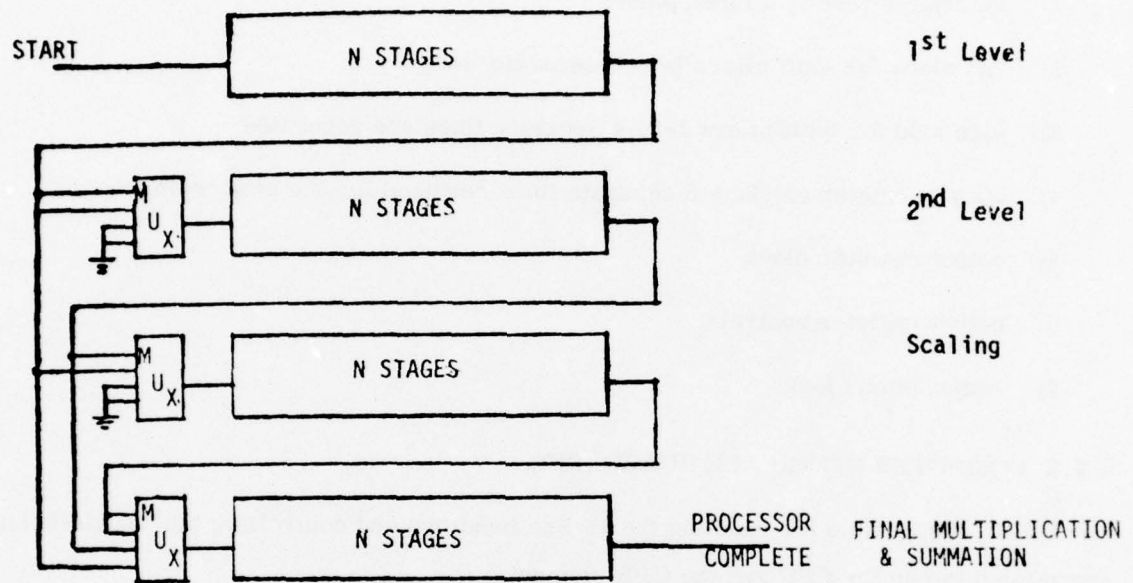 START
N STAGES
1st Level
M
U
X
N STAGES
2nd Level
M
U
X
N STAGES
Scaling
M
U
X
N STAGES
PROCESSOR
COMPLETE
FINAL MULTIPLICATION
& SUMMATION